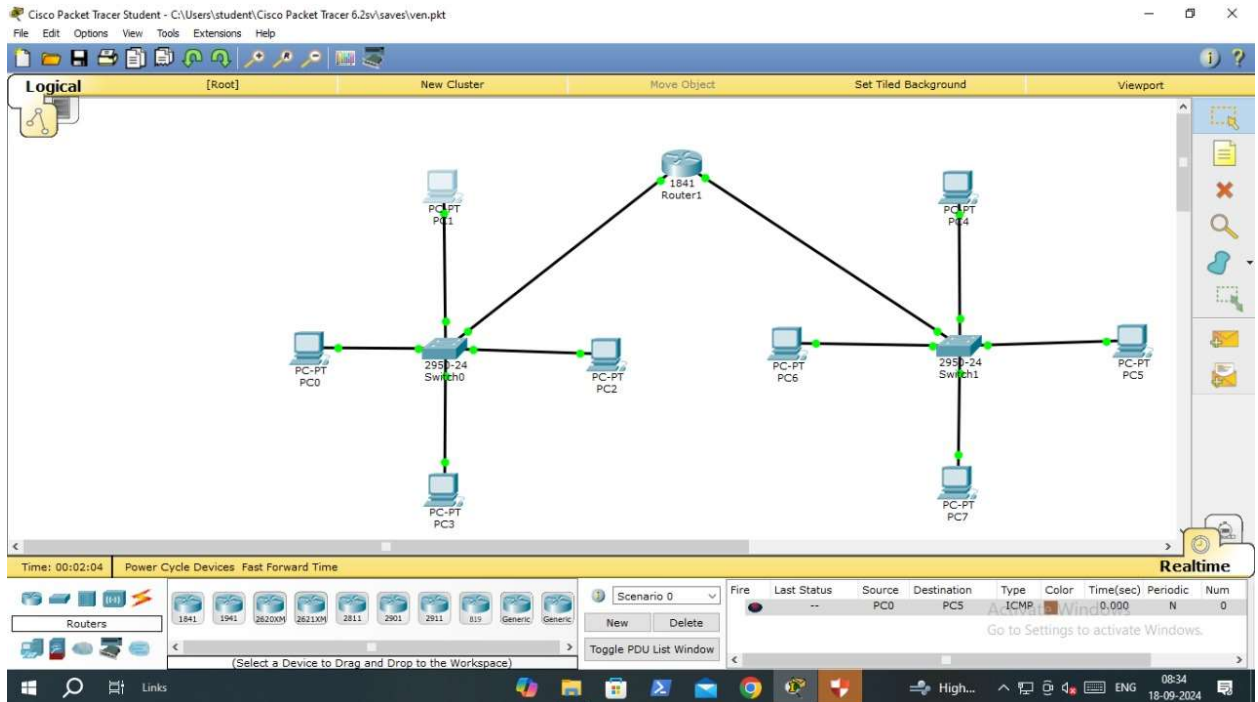 Cisco Packet Tracer Student - C:\Users\student\Cisco Packet Tracer 6.2sv\saves\ven.pkt
File Edit Options View Tools Extensions Help
Logical [Root] New Cluster Move Object Set Tiled Background Viewport
1841
Router1
PC-PT
PC1
PC-PT
PC4
PC-PT
PC0
2950-24
Switch0
PC-PT
PC2
PC-PT
PC6
2950-24
Switch1
PC-PT
PC5
PC-PT
PC3
PC-PT
PC7
Time: 00:02:04 Power Cycle Devices Fast Forward Time Realtime
Routers
1841 1941 2620XM 2621XM 2811 2901 2911 819 Generic Generic
(Select a Device to Drag and Drop to the Workspace)
Scenario 0
New Delete
Toggle PDU List Window
Fire Last Status Source Destination Type Color Time(sec) Periodic Num
-- PC0 PC5 ICMP 0.000 N 0
Activate Windows
Go to Settings to activate Windows.
Links High... ENG 08:34
18-09-2024